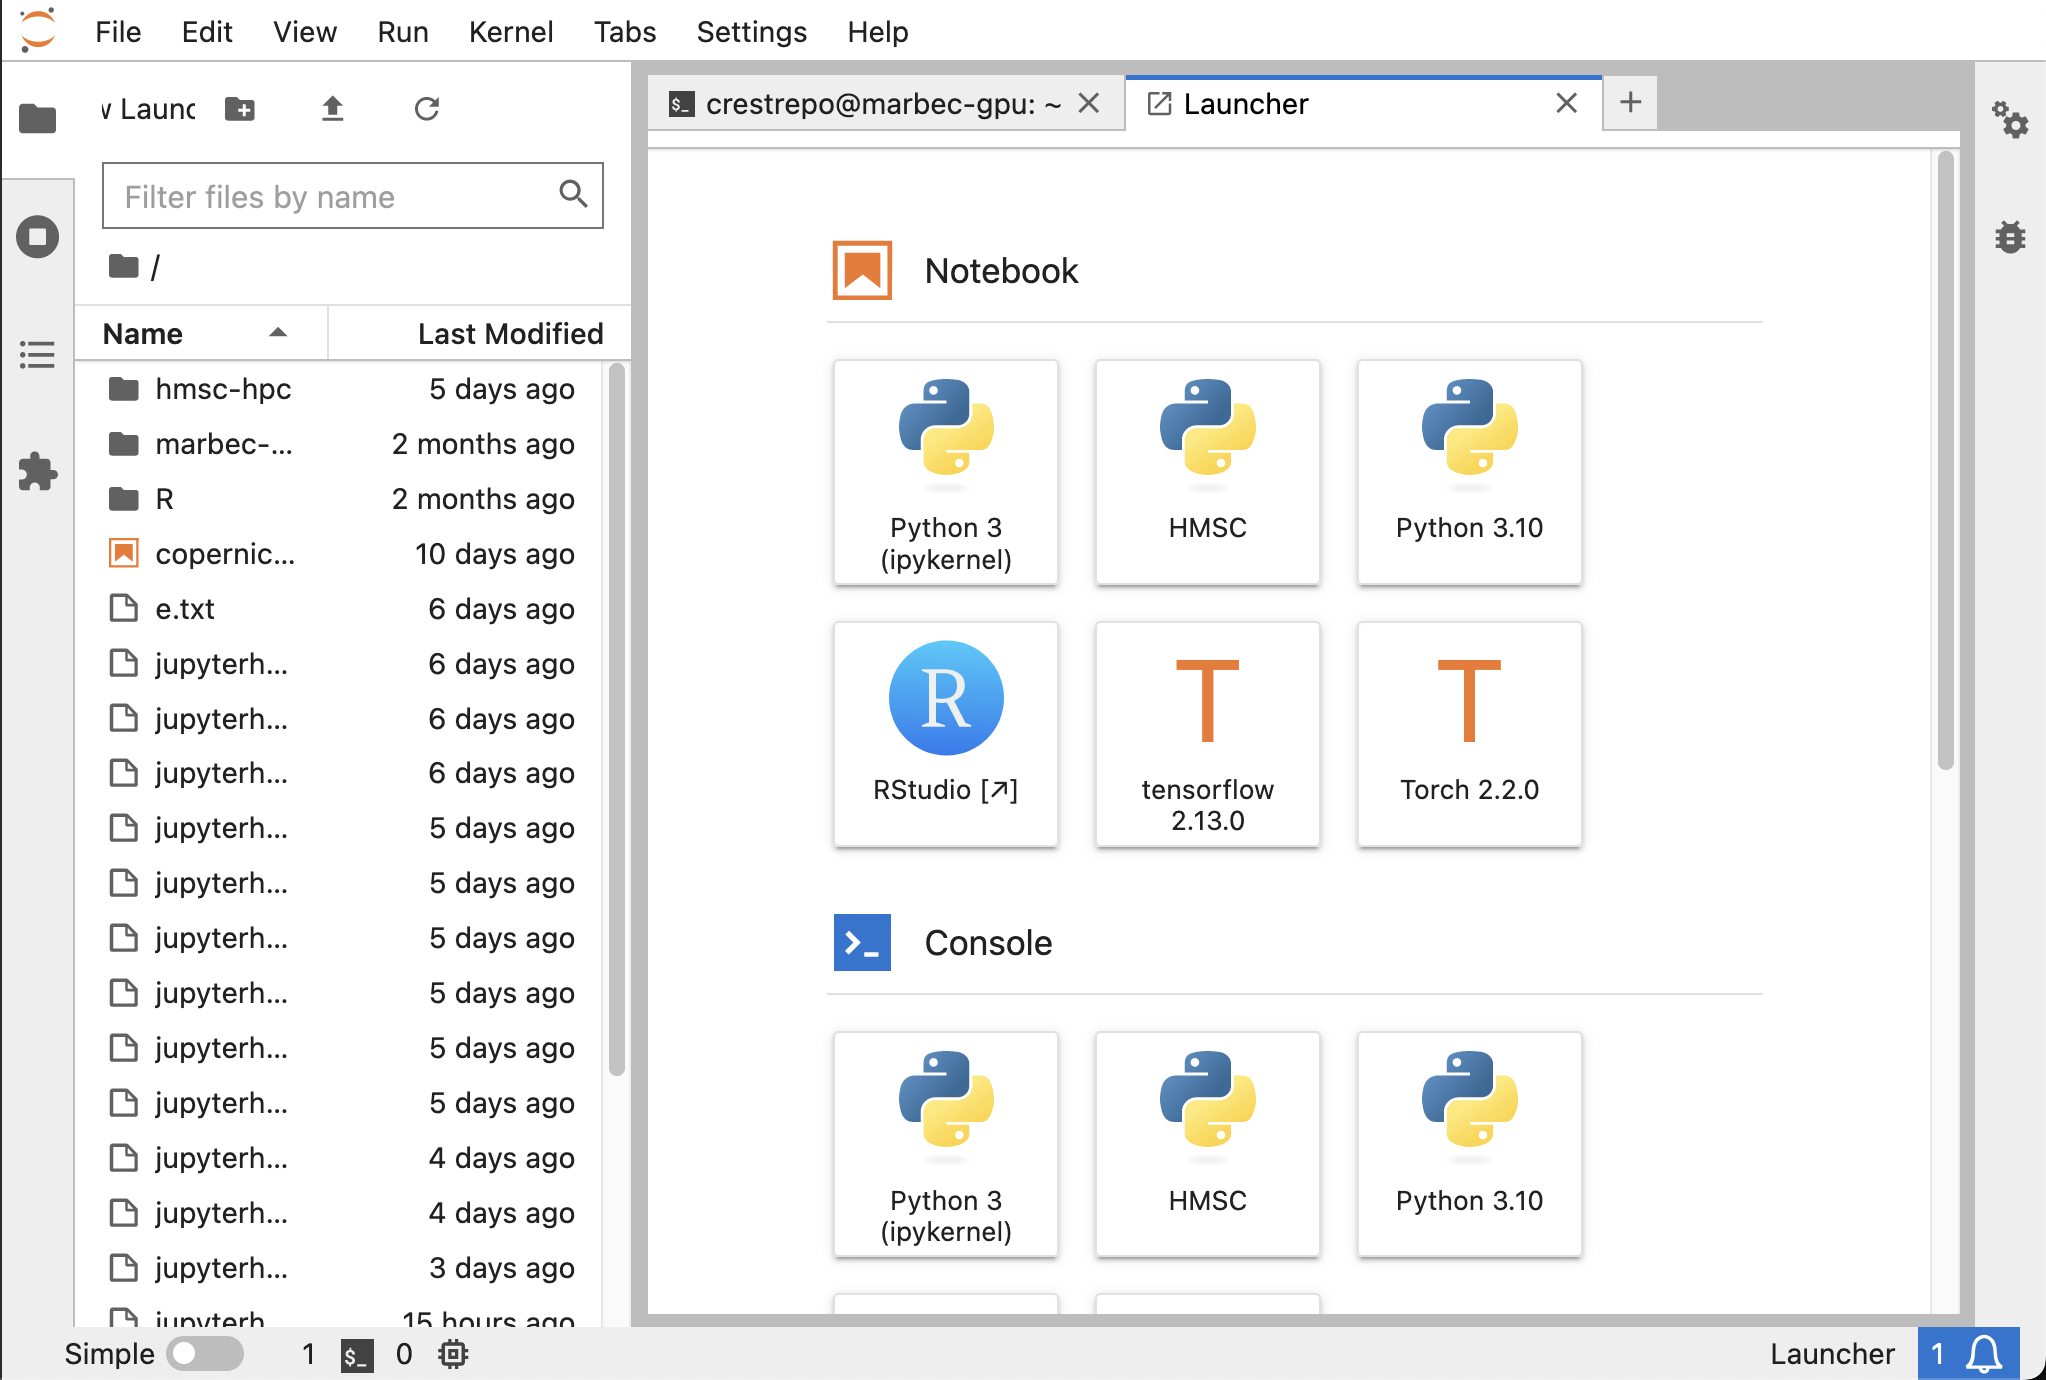 File Edit View Run Kernel Tabs Settings Help
Launc
Filter files by name
/
Name Last Modified
hmsc-hpc 5 days ago
marbec-... 2 months ago
R 2 months ago
copernic... 10 days ago
e.txt 6 days ago
jupyterh... 6 days ago
jupyterh... 6 days ago
jupyterh... 6 days ago
jupyterh... 5 days ago
jupyterh... 5 days ago
jupyterh... 5 days ago
jupyterh... 5 days ago
jupyterh... 5 days ago
jupyterh... 5 days ago
jupyterh... 4 days ago
jupyterh... 4 days ago
jupyterh... 3 days ago
jupyterh 15 hours ago
$_ crestrepo@marbec-gpu: ~
Launcher
Notebook
Python 3
(ipykernel)
HMSC
Python 3.10
R
RStudio [↗]
T
tensorflow
2.13.0
T
Torch 2.2.0
Console
Python 3
(ipykernel)
HMSC
Python 3.10
Simple 1 $_ 0 Launcher 1